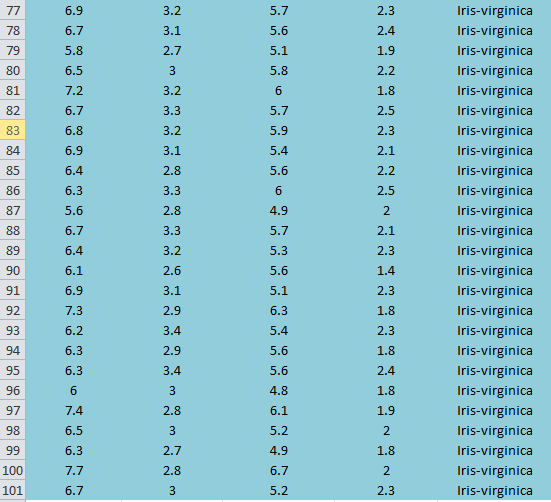 77 6.9 3.2 5.7 2.3 Iris-virginica
78 6.7 3.1 5.6 2.4 Iris-virginica
79 5.8 2.7 5.1 1.9 Iris-virginica
80 6.5 3 5.8 2.2 Iris-virginica
81 7.2 3.2 6 1.8 Iris-virginica
82 6.7 3.3 5.7 2.5 Iris-virginica
83 6.8 3.2 5.9 2.3 Iris-virginica
84 6.9 3.1 5.4 2.1 Iris-virginica
85 6.4 2.8 5.6 2.2 Iris-virginica
86 6.3 3.3 6 2.5 Iris-virginica
87 5.6 2.8 4.9 2 Iris-virginica
88 6.7 3.3 5.7 2.1 Iris-virginica
89 6.4 3.2 5.3 2.3 Iris-virginica
90 6.1 2.6 5.6 1.4 Iris-virginica
91 6.9 3.1 5.1 2.3 Iris-virginica
92 7.3 2.9 6.3 1.8 Iris-virginica
93 6.2 3.4 5.4 2.3 Iris-virginica
94 6.3 2.9 5.6 1.8 Iris-virginica
95 6.3 3.4 5.6 2.4 Iris-virginica
96 6 3 4.8 1.8 Iris-virginica
97 7.4 2.8 6.1 1.9 Iris-virginica
98 6.5 3 5.2 2 Iris-virginica
99 6.3 2.7 4.9 1.8 Iris-virginica
100 7.7 2.8 6.7 2 Iris-virginica
101 6.7 3 5.2 2.3 Iris-virginica